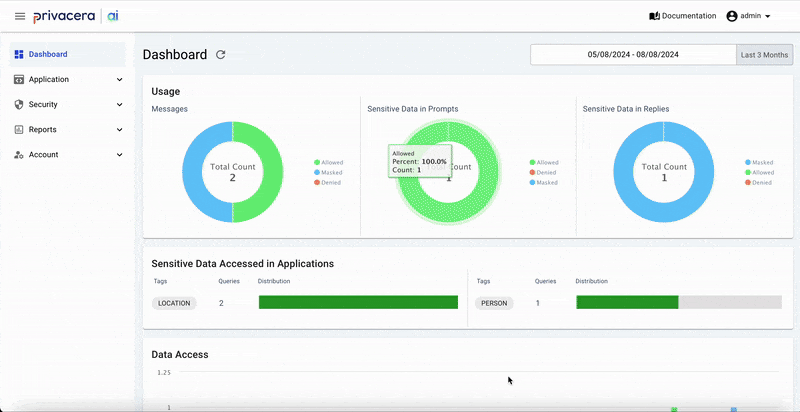 privacera ai
Documentation
admin
Dashboard
Application
Security
Reports
Account
Dashboard
05/08/2024 - 08/08/2024
Last 3 Months
Usage
Messages
Total Count
2
Allowed
Masked
Denied
Sensitive Data in Prompts
Allowed
Percent: 100.0%
Count: 1
1
Allowed
Denied
Masked
Sensitive Data in Replies
Total Count
1
Masked
Allowed
Denied
Sensitive Data Accessed in Applications
Tags Queries Distribution
LOCATION 2
Tags Queries Distribution
PERSON 1
Data Access
1.25
1